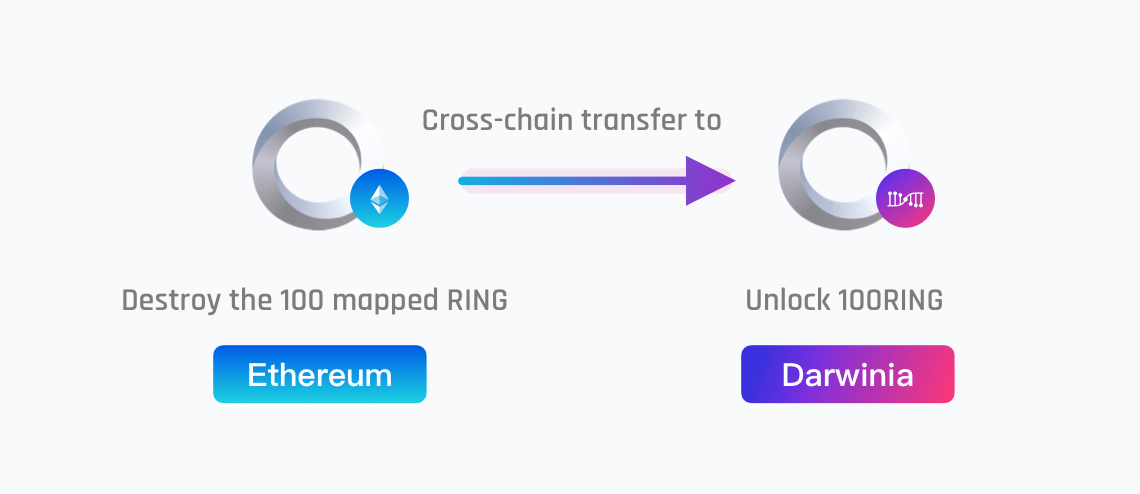 Cross-chain transfer to
Destroy the 100 mapped RING
Unlock 100RING
Ethereum
Darwinia